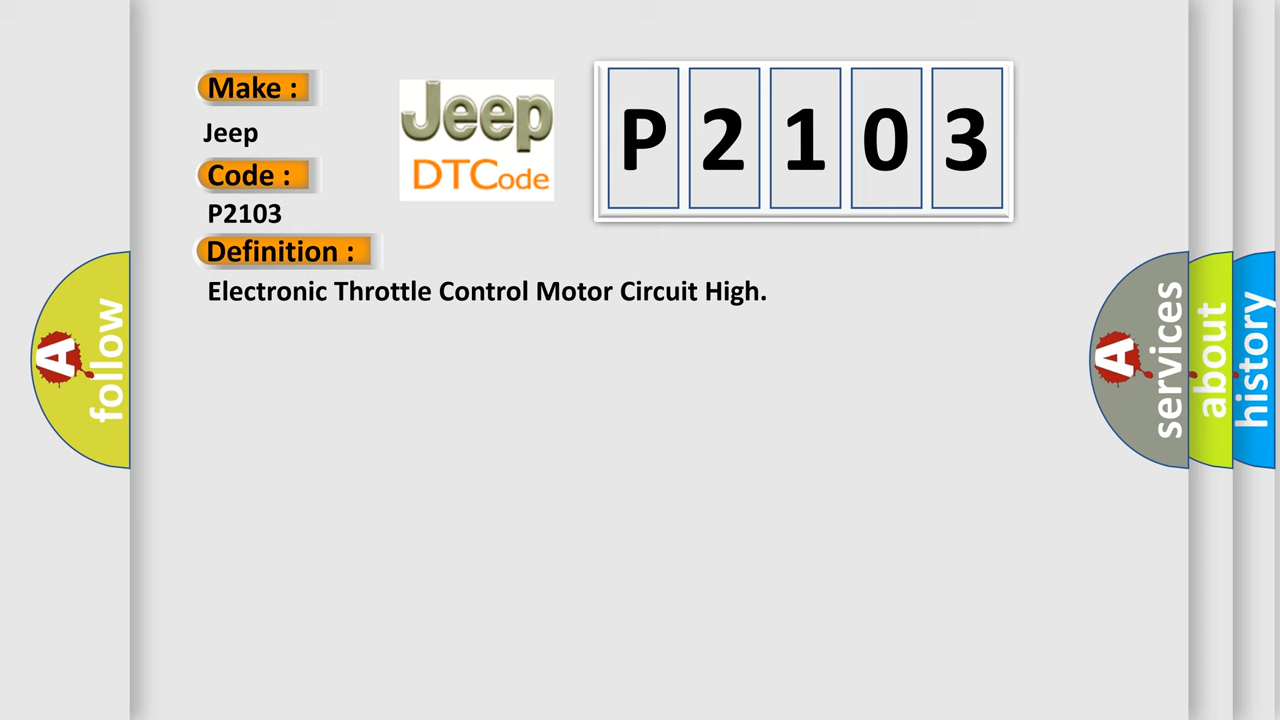 Make :
Jeep
Code :
P2103
Definition :
Electronic Throttle Control Motor Circuit High.
Jeep
DTCode
P 2 1 0 3
A
follow
A
services
about
history